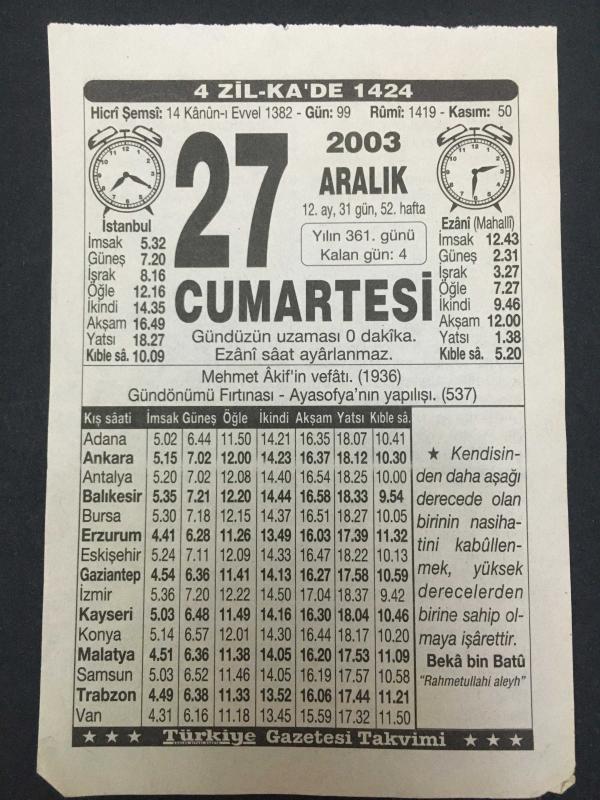 4 ZİL-KA'DE 1424
Hicrî Şemsî: 14 Kânûn-ı Evvel 1382 - Gün: 99 Rûmî: 1419 - Kasım: 50
27
2003
ARALIK
12. ay, 31 gün, 52. hafta
Yılın 361. günü
Kalan gün: 4
CUMARTESİ
Gündüzün uzaması 0 dakîka.
Ezânî sâat ayârlanmaz.
İstanbul
İmsak 5.32
Güneş 7.20
İşrak 8.16
Öğle 12.16
İkindi 14.35
Akşam 16.49
Yatsı 18.27
Kıble sâ. 10.09
Ezânî (Mahallî)
İmsak 12.43
Güneş 2.31
İşrak 3.27
Öğle 7.27
İkindi 9.46
Akşam 12.00
Yatsı 1.38
Kıble sâ. 5.20
Mehmet Âkif'in vefâtı. (1936)
Gündönümü Fırtınası - Ayasofya'nın yapılışı. (537)
Kış sâati İmsak Güneş Öğle İkindi Akşam Yatsı Kıble sâ.
Adana 5.02 6.44 11.50 14.21 16.35 18.07 10.41
Ankara 5.15 7.02 12.00 14.23 16.37 18.12 10.30
Antalya 5.20 7.02 12.08 14.40 16.54 18.25 10.00
Balıkesir 5.35 7.21 12.20 14.44 16.58 18.33 9.54
Bursa 5.30 7.18 12.15 14.37 16.51 18.27 10.05
Erzurum 4.41 6.28 11.26 13.49 16.03 17.39 11.32
Eskişehir 5.24 7.11 12.09 14.33 16.47 18.22 10.13
Gaziantep 4.54 6.36 11.41 14.13 16.27 17.58 10.59
İzmir 5.36 7.20 12.22 14.50 17.04 18.37 9.42
Kayseri 5.03 6.48 11.49 14.16 16.30 18.04 10.46
Konya 5.14 6.57 12.01 14.30 16.44 18.17 10.20
Malatya 4.51 6.36 11.38 14.05 16.20 17.53 11.09
Samsun 5.03 6.52 11.46 14.05 16.19 17.57 10.58
Trabzon 4.49 6.38 11.33 13.52 16.06 17.44 11.21
Van 4.31 6.16 11.18 13.45 15.59 17.32 11.50
★ Kendisin-
den daha aşağı
derecede olan
birinin nasiha-
tini kabûllen-
mek, yüksek
derecelerden
birine sahip ol-
maya işârettir.
Bekâ bin Batû
"Rahmetullahi aleyh"
★ ★ ★ Türkiye Gazetesi Takvimi ★ ★ ★